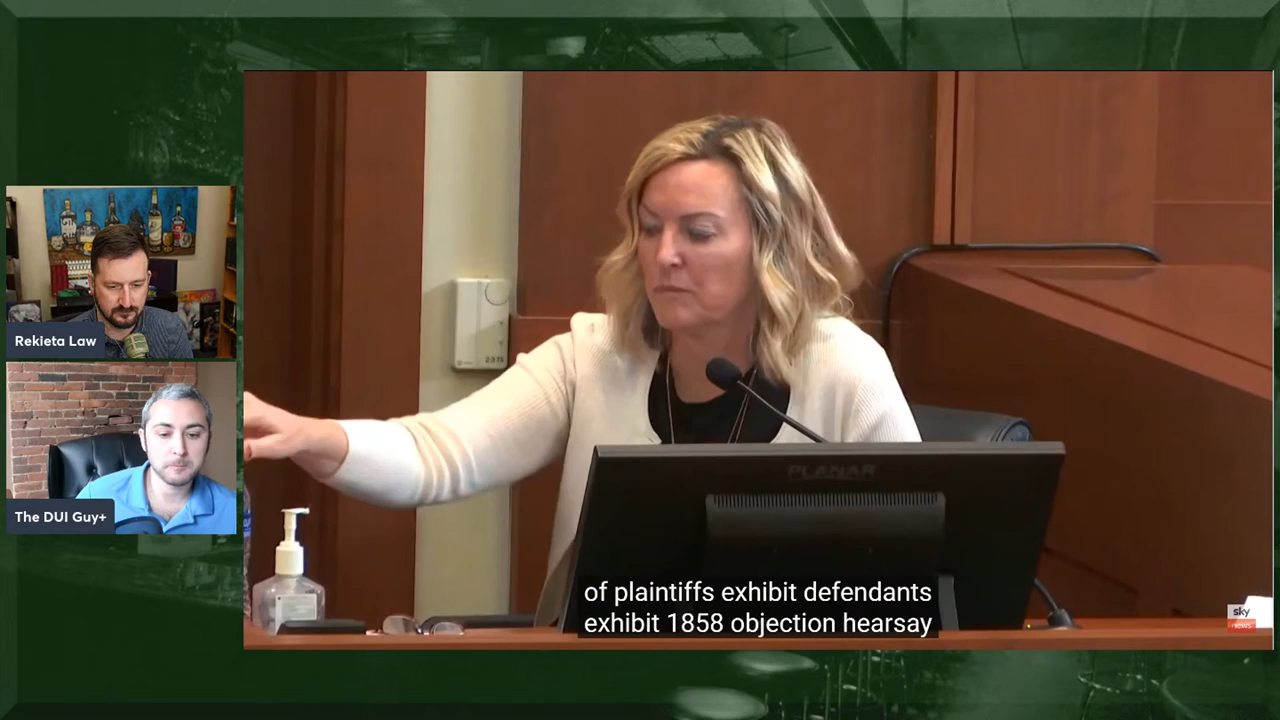 Rekieta Law
The DUI Guy+
PLANAR
of plaintiffs exhibit defendants
exhibit 1858 objection hearsay
sky
news